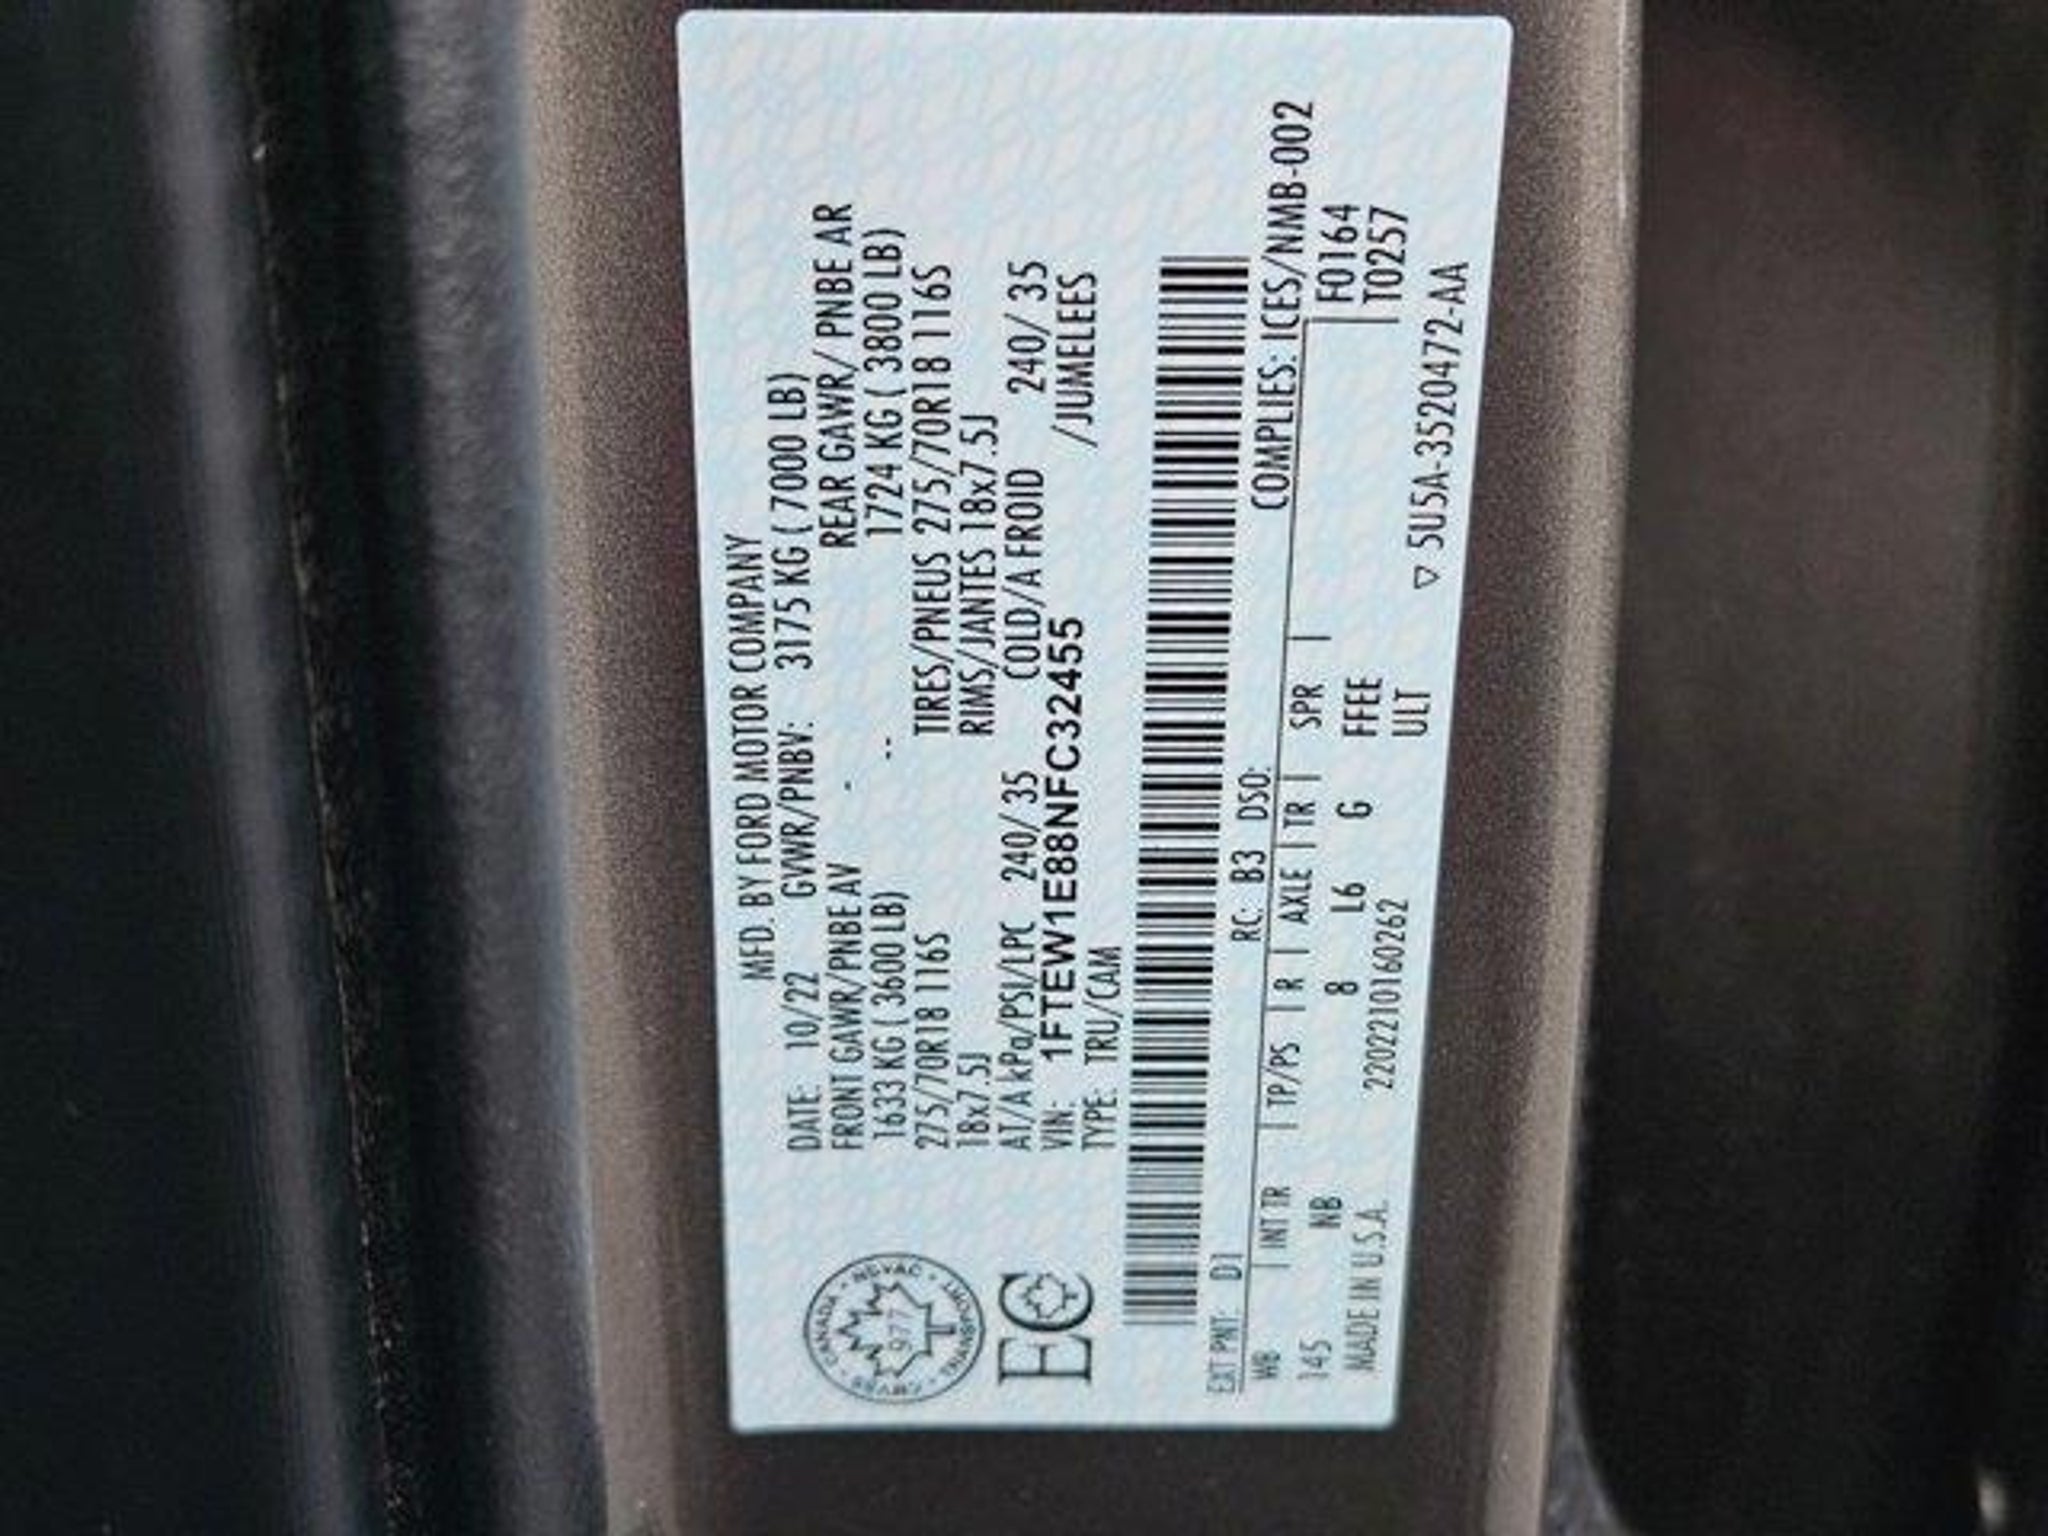 MFD. BY FORD MOTOR COMPANY
DATE: 10/22 GVWR/PNBV: 3175 KG ( 7000 LB)
FRONT GAWR/PNBE AV - REAR GAWR/ PNBE AR
1633 KG ( 3600 LB) -- 1724 KG ( 3800 LB)
275/70R18 116S TIRES/PNEUS 275/70R18 116S
18x7.5J RIMS/JANTES 18x7.5J
AT/A kPa/PSI/LPC 240/ 35 COLD/A FROID 240/ 35
VIN: 1FTEW1E88NFC32455 /JUMELEES
TYPE: TRU/CAM
CANADA • NSVAC • TRANSPORT • CMVSS •
977
EC
EXT PNT: D1 RC: B3 DSO: COMPLIES: ICES/NMB-002
WB | INT TR | TP/PS | R | AXLE | TR | SPR | F0164
145 NB 8 L6 G FFEE T0257
MADE IN U.S.A. 2202210160262 ULT
▽ 5U5A-3520472-AA